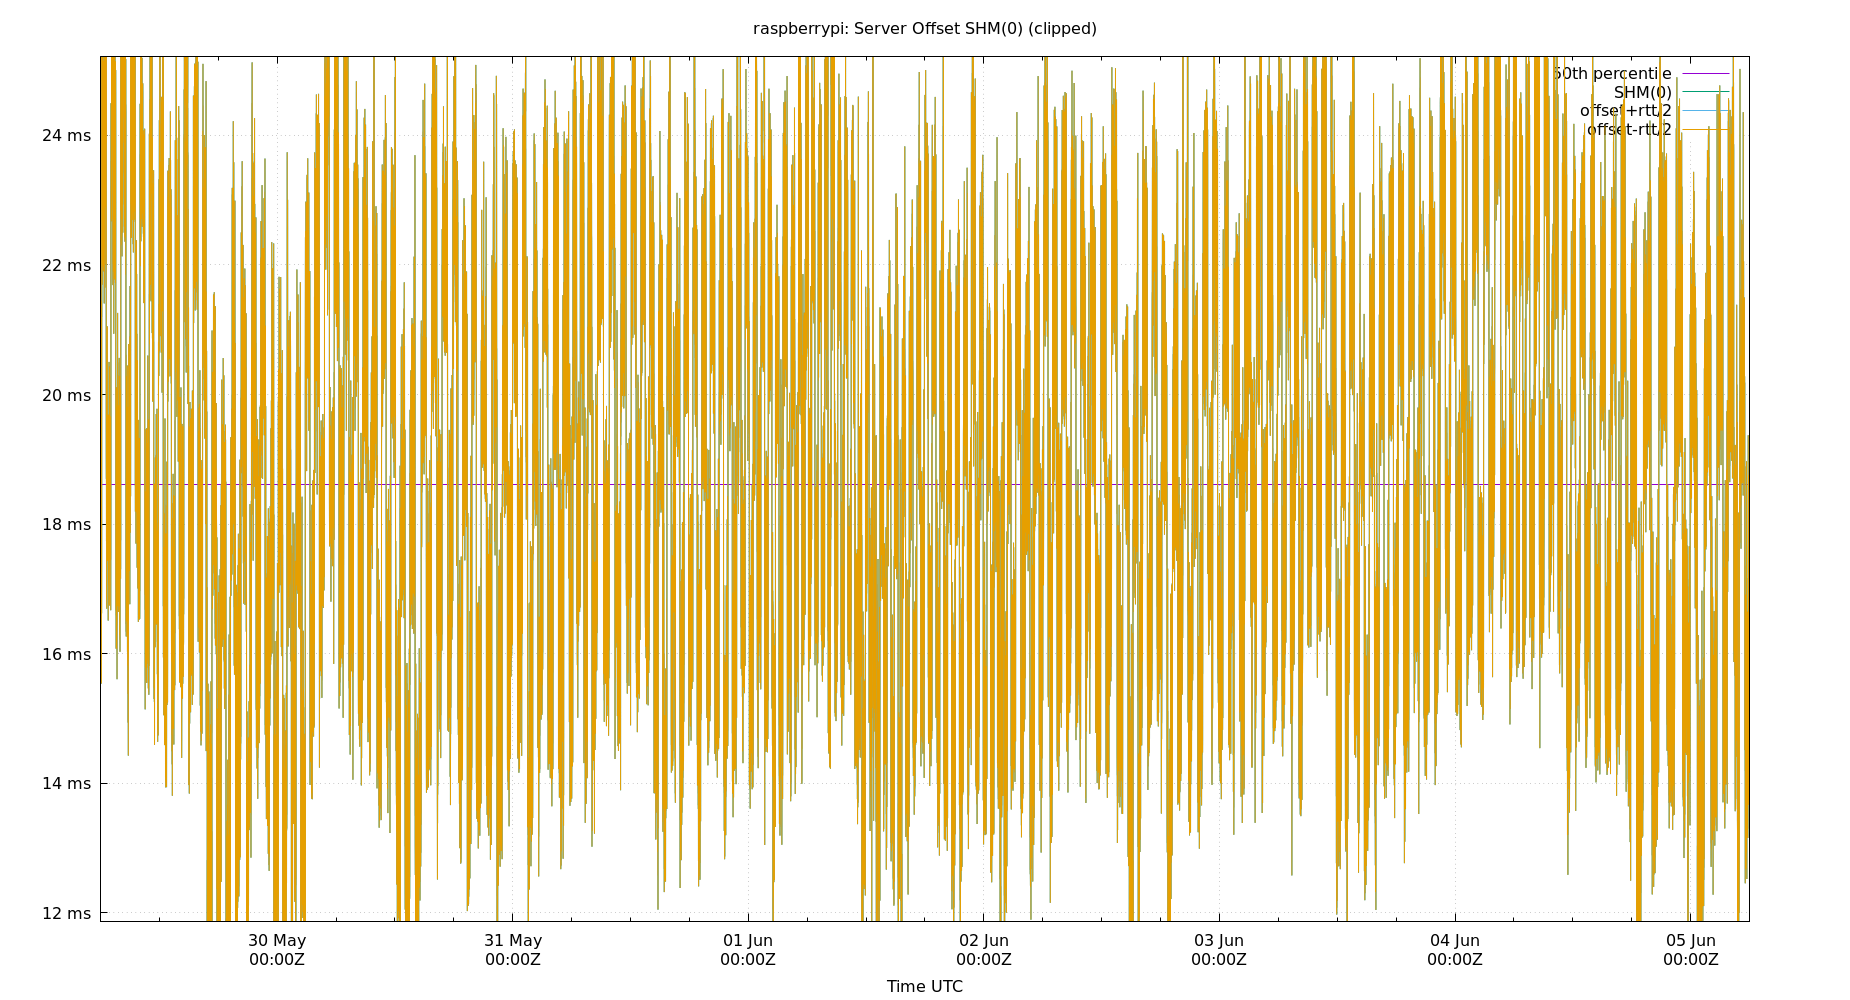 raspberrypi: Server Offset SHM(0) (clipped)
50th percentile
SHM(0)
offset+rtt/2
offset-rtt/2
24 ms
22 ms
20 ms
18 ms
16 ms
14 ms
12 ms
30 May 31 May 01 Jun 02 Jun 03 Jun 04 Jun 05 Jun
00:00Z 00:00Z 00:00Z 00:00Z 00:00Z 00:00Z 00:00Z
Time UTC